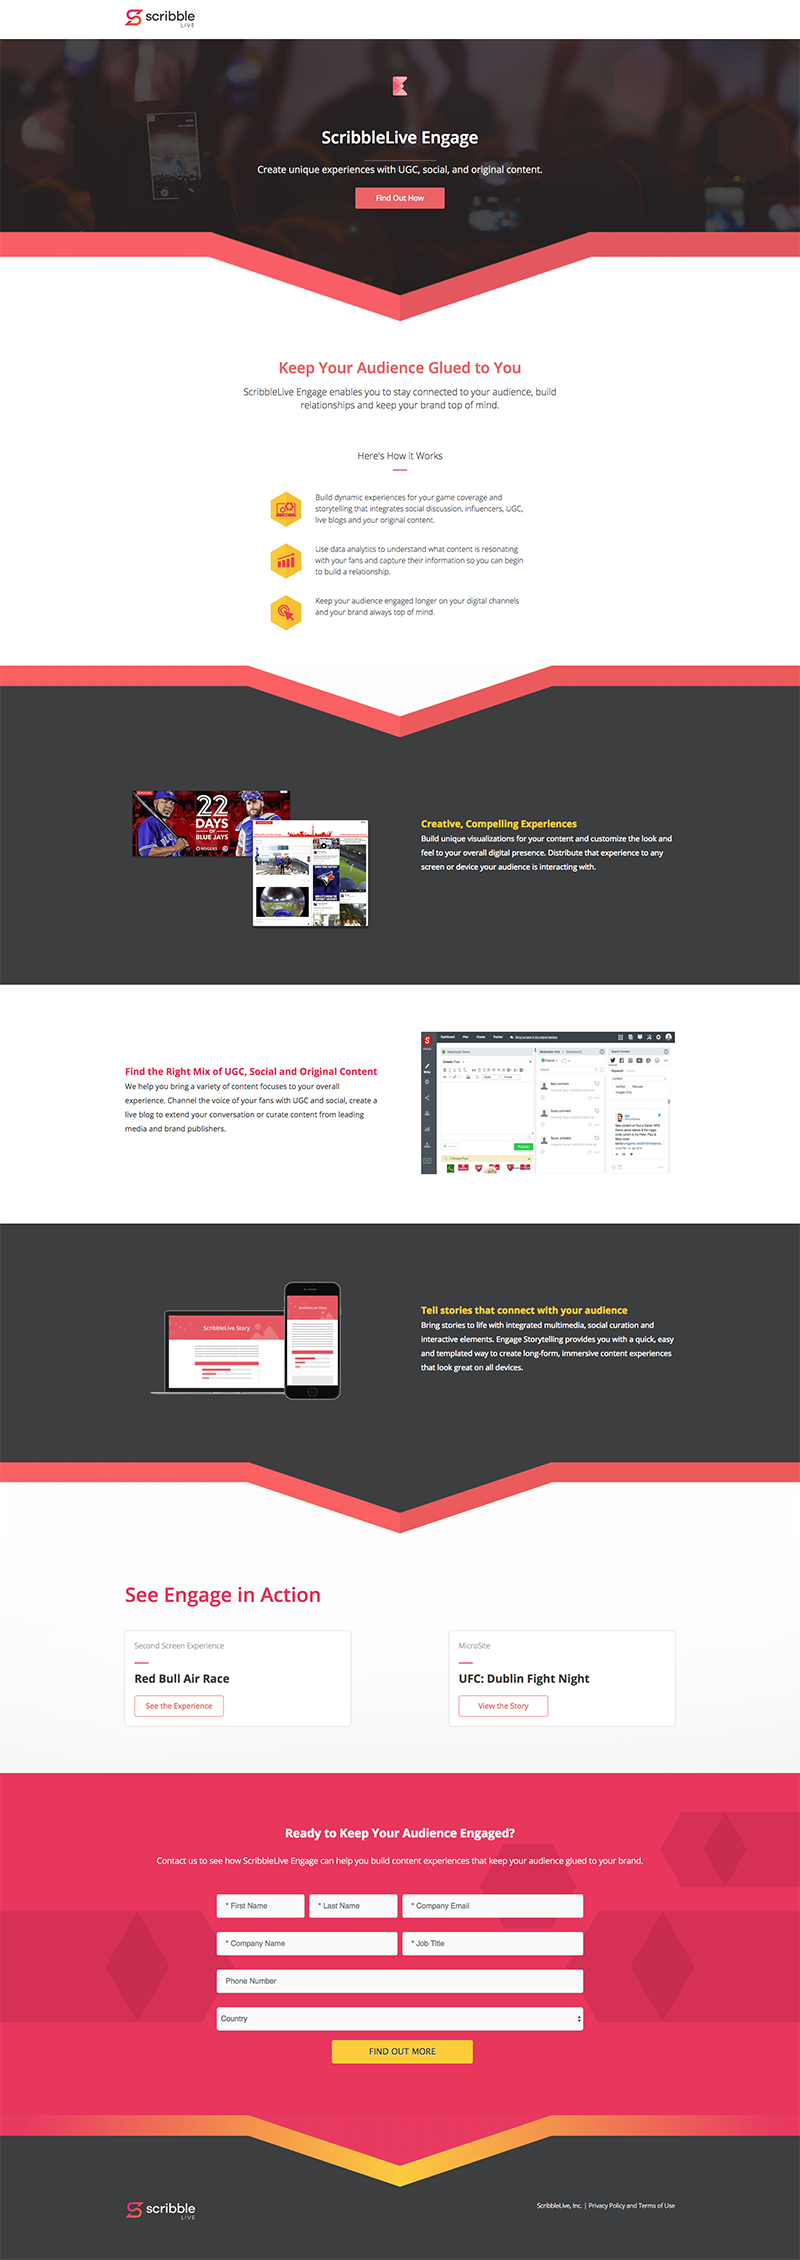 scribble
LIVE
ScribbleLive Engage
Create unique experiences with UGC, social, and original content.
Find Out How
Keep Your Audience Glued to You
ScribbleLive Engage enables you to stay connected to your audience, build
relationships and keep your brand top of mind.
Here's How it Works
Build dynamic experiences for your game coverage and
storytelling that integrates social discussion, influencers, UGC,
live blogs and your original content.
Use data analytics to understand what content is resonating
with your fans and capture their information so you can begin
to build a relationship.
Keep your audience engaged longer on your digital channels
and your brand always top of mind.
22
DAYS
OF
BLUE JAYS
ROGERS
Creative, Compelling Experiences
Build unique visualizations for your content and customize the look and
feel to your overall digital presence. Distribute that experience to any
screen or device your audience is interacting with.
Find the Right Mix of UGC, Social and Original Content
We help you bring a variety of content focuses to your overall
experience. Channel the voice of your fans with UGC and social, create a
live blog to extend your conversation or curate content from leading
media and brand publishers.
Dashboard Plan Create Tracker
Create Post
Search Content
Publish
ScribbleLive Story
ScribbleLive Story
Tell stories that connect with your audience
Bring stories to life with integrated multimedia, social curation and
interactive elements. Engage Storytelling provides you with a quick, easy
and templated way to create long-form, immersive content experiences
that look great on all devices.
See Engage in Action
Second Screen Experience
Red Bull Air Race
See the Experience
MicroSite
UFC: Dublin Fight Night
View the Story
Ready to Keep Your Audience Engaged?
Contact us to see how ScribbleLive Engage can help you build content experiences that keep your audience glued to your brand.
* First Name
* Last Name
* Company Email
* Company Name
* Job Title
Phone Number
Country
FIND OUT MORE
scribble
LIVE
ScribbleLive, Inc. | Privacy Policy and Terms of Use